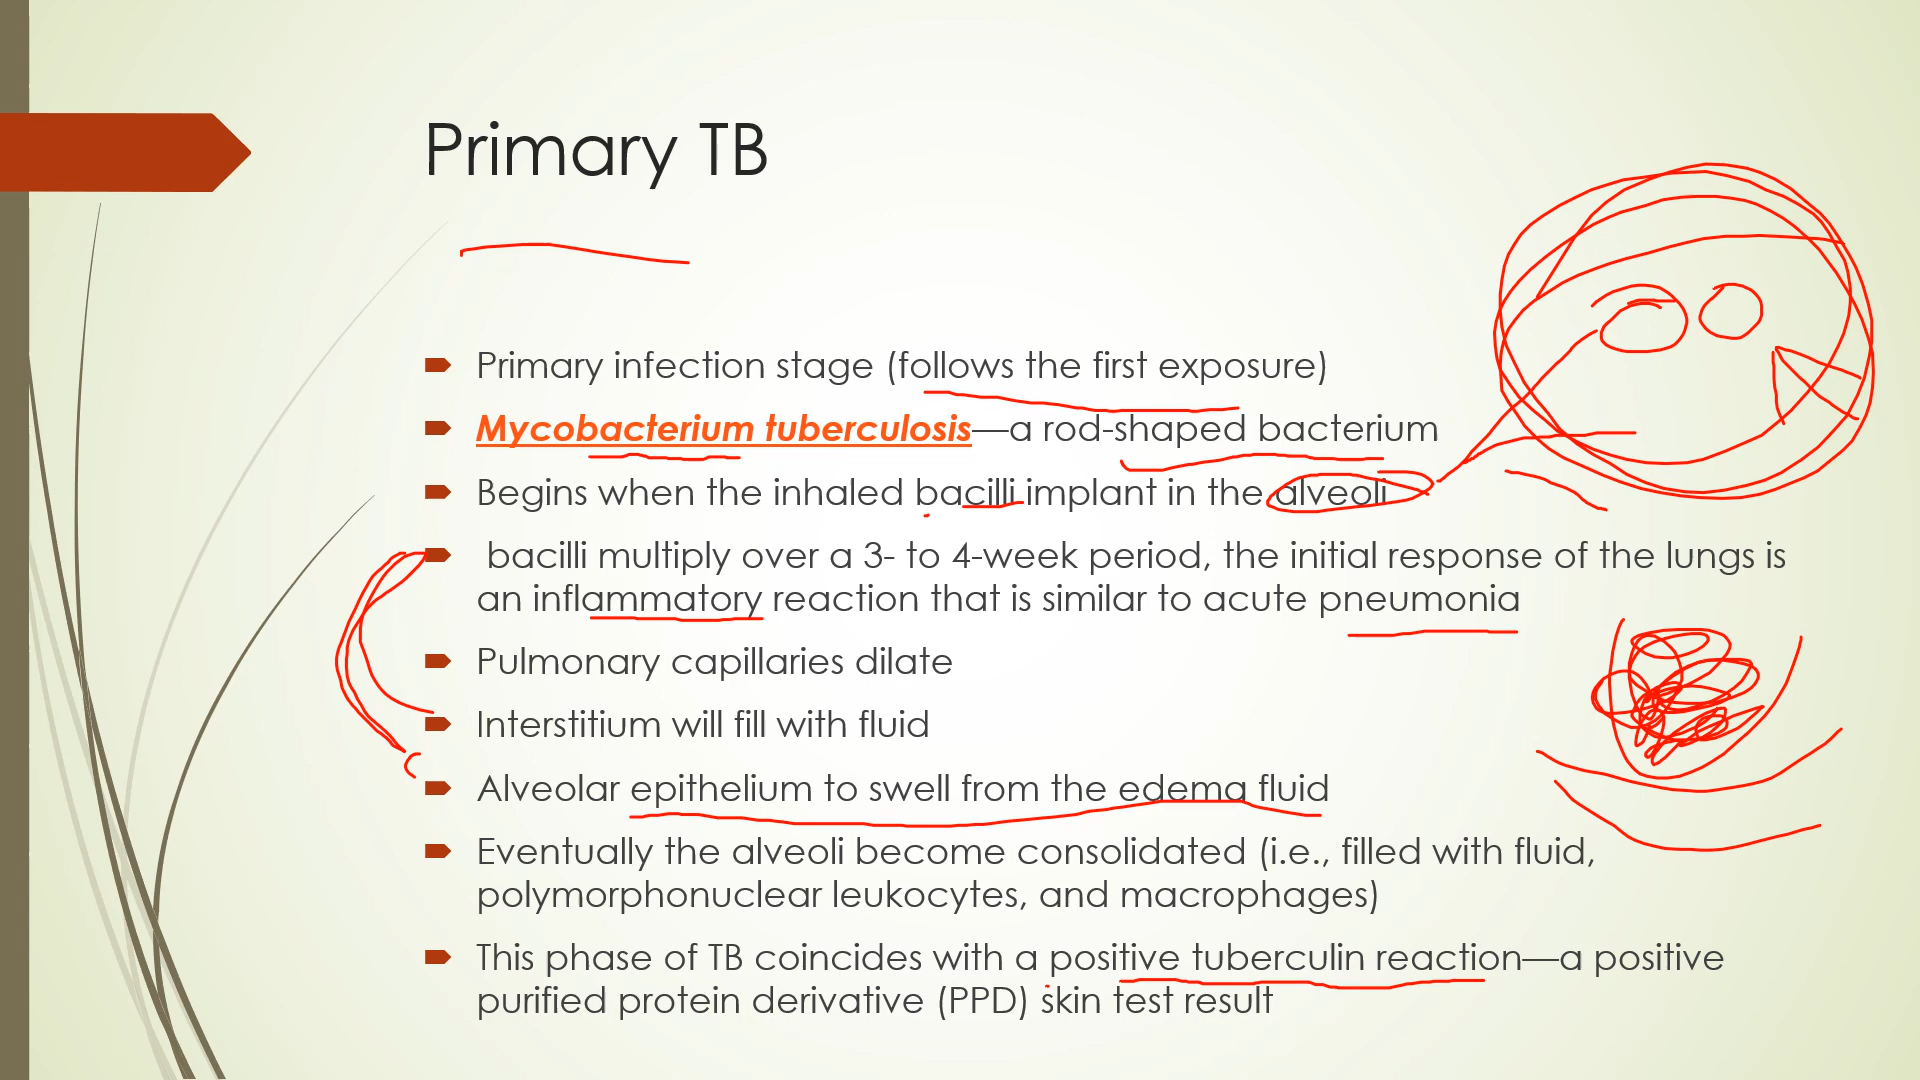 Primary TB
Primary infection stage (follows the first exposure)
Mycobacterium tuberculosis—a rod-shaped bacterium
Begins when the inhaled bacilli implant in the alveoli
bacilli multiply over a 3- to 4-week period, the initial response of the lungs is
an inflammatory reaction that is similar to acute pneumonia
Pulmonary capillaries dilate
Interstitium will fill with fluid
Alveolar epithelium to swell from the edema fluid
Eventually the alveoli become consolidated (i.e., filled with fluid,
polymorphonuclear leukocytes, and macrophages)
This phase of TB coincides with a positive tuberculin reaction—a positive
purified protein derivative (PPD) skin test result